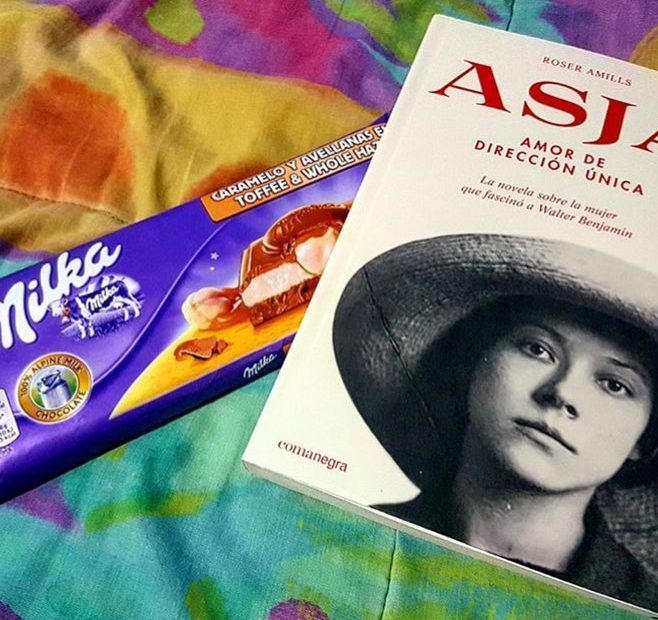 ROSER AMILLS
ASJA
AMOR DE
DIRECCIÓN ÚNICA
La novela sobre la mujer
que fascinó a Walter Benjamin
comanegra
CARAMELO Y AVELLANAS
TOFFEE & WHOLE
Milka
Milka
100% ALPINE MILK
CHOCOLATE
Milka